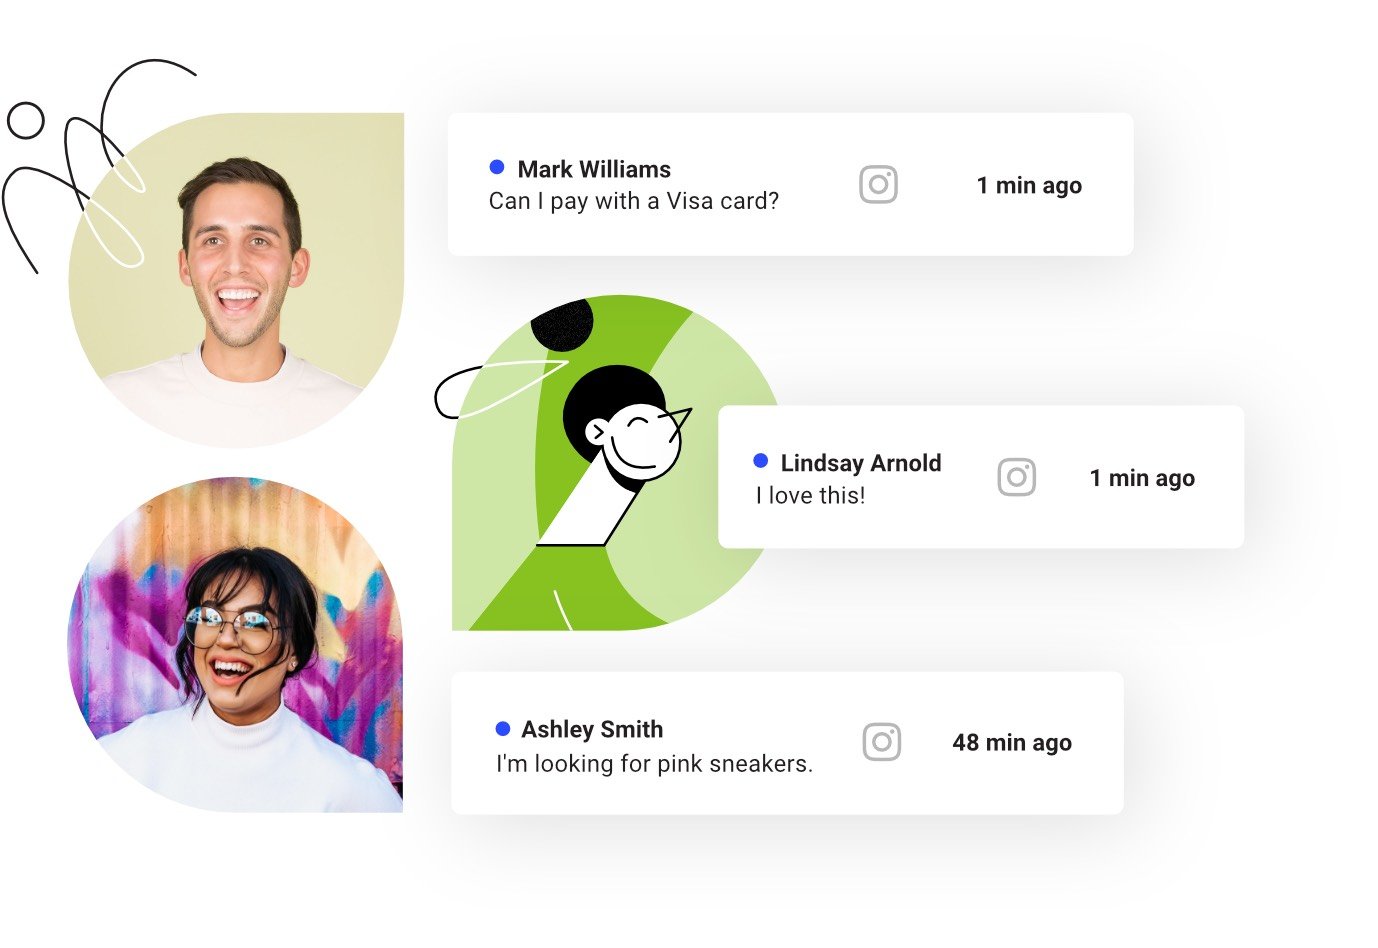 Mark Williams
Can I pay with a Visa card?
1 min ago
Lindsay Arnold
I love this!
1 min ago
Ashley Smith
I'm looking for pink sneakers.
48 min ago